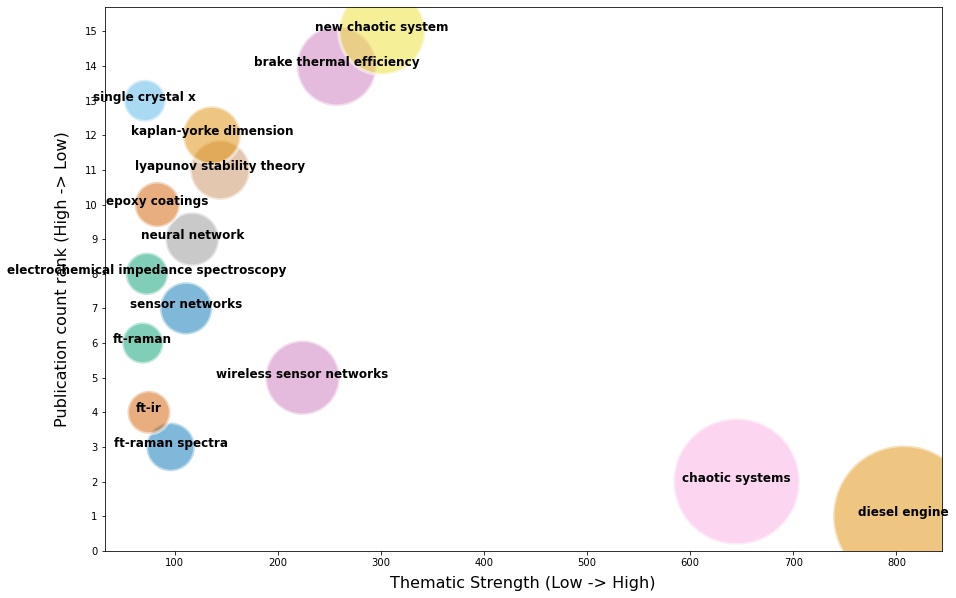 15
new chaotic system
14
brake thermal efficiency
13
single crystal x
12
kaplan-yorke dimension
11
lyapunov stability theory
10
epoxy coatings
9
neural network
8
electrochemical impedance spectroscopy
7
sensor networks
6
ft-raman
5
wireless sensor networks
4
ft-ir
3
ft-raman spectra
2
chaotic systems
1
diesel engine
0
Publication count rank (High -> Low)
100 200 300 400 500 600 700 800
Thematic Strength (Low -> High)